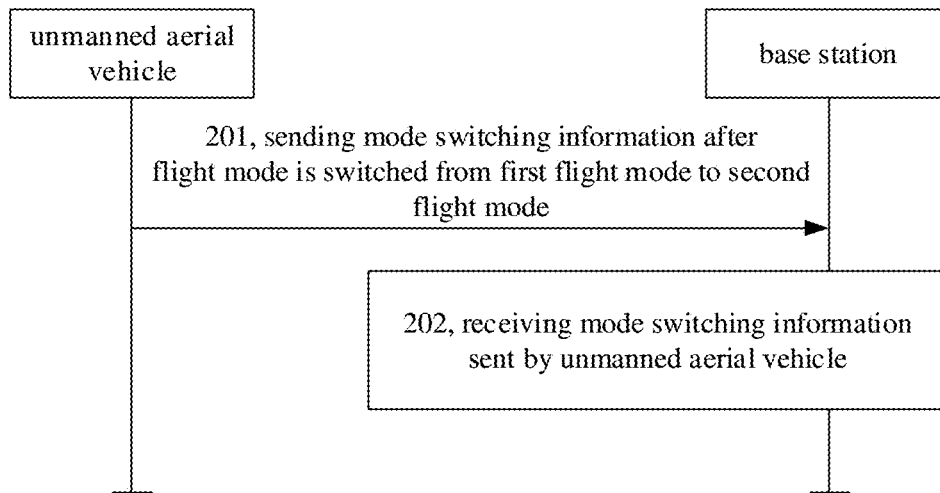 unmanned aerial
vehicle
base station
201, sending mode switching information after
flight mode is switched from first flight mode to second
flight mode
202, receiving mode switching information
sent by unmanned aerial vehicle